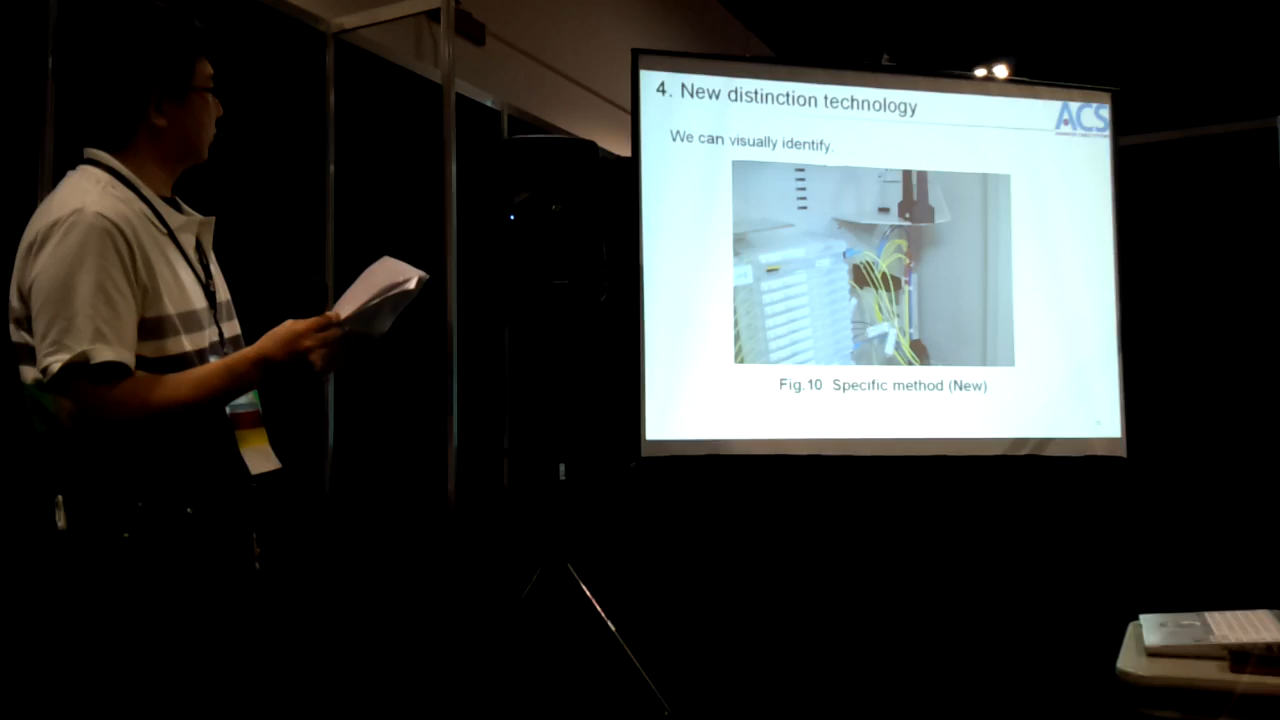 4. New distinction technology
ACS
We can visually identify.
Fig.10 Specific method (New)